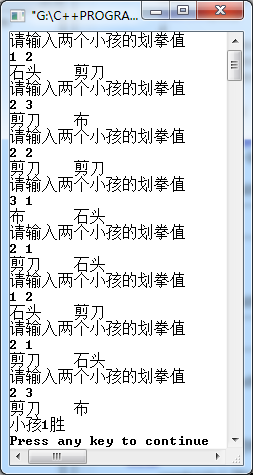 "G:\C++PROGRA...
请输入两个小孩的划拳值
1 2
石头 剪刀
请输入两个小孩的划拳值
2 3
剪刀 布
请输入两个小孩的划拳值
2 2
剪刀 剪刀
请输入两个小孩的划拳值
3 1
布 石头
请输入两个小孩的划拳值
2 1
剪刀 石头
请输入两个小孩的划拳值
1 2
石头 剪刀
请输入两个小孩的划拳值
2 1
剪刀 石头
请输入两个小孩的划拳值
2 3
剪刀 布
小孩1胜
Press any key to continue